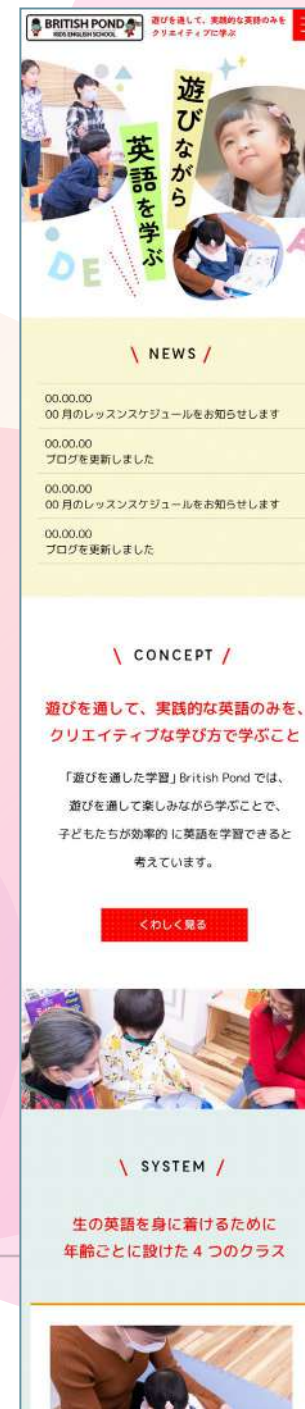 BRITISH POND
KIDS ENGLISH SCHOOL
遊びを通して、実践的な英語のみを
クリエイティブに学ぶ
遊びながら
英語を学ぶ
D E
A
\ NEWS /
00.00.00
00 月のレッスンスケジュールをお知らせします
00.00.00
ブログを更新しました
00.00.00
00 月のレッスンスケジュールをお知らせします
00.00.00
ブログを更新しました
\ CONCEPT /
遊びを通して、実践的な英語のみを、
クリエイティブな学び方で学ぶこと
「遊びを通した学習」British Pond では、
遊びを通して楽しみながら学ぶことで、
子どもたちが効率的 に英語を学習できると
考えています。
くわしく見る
\ SYSTEM /
生の英語を身に着けるために
年齢ごとに設けた 4 つのクラス